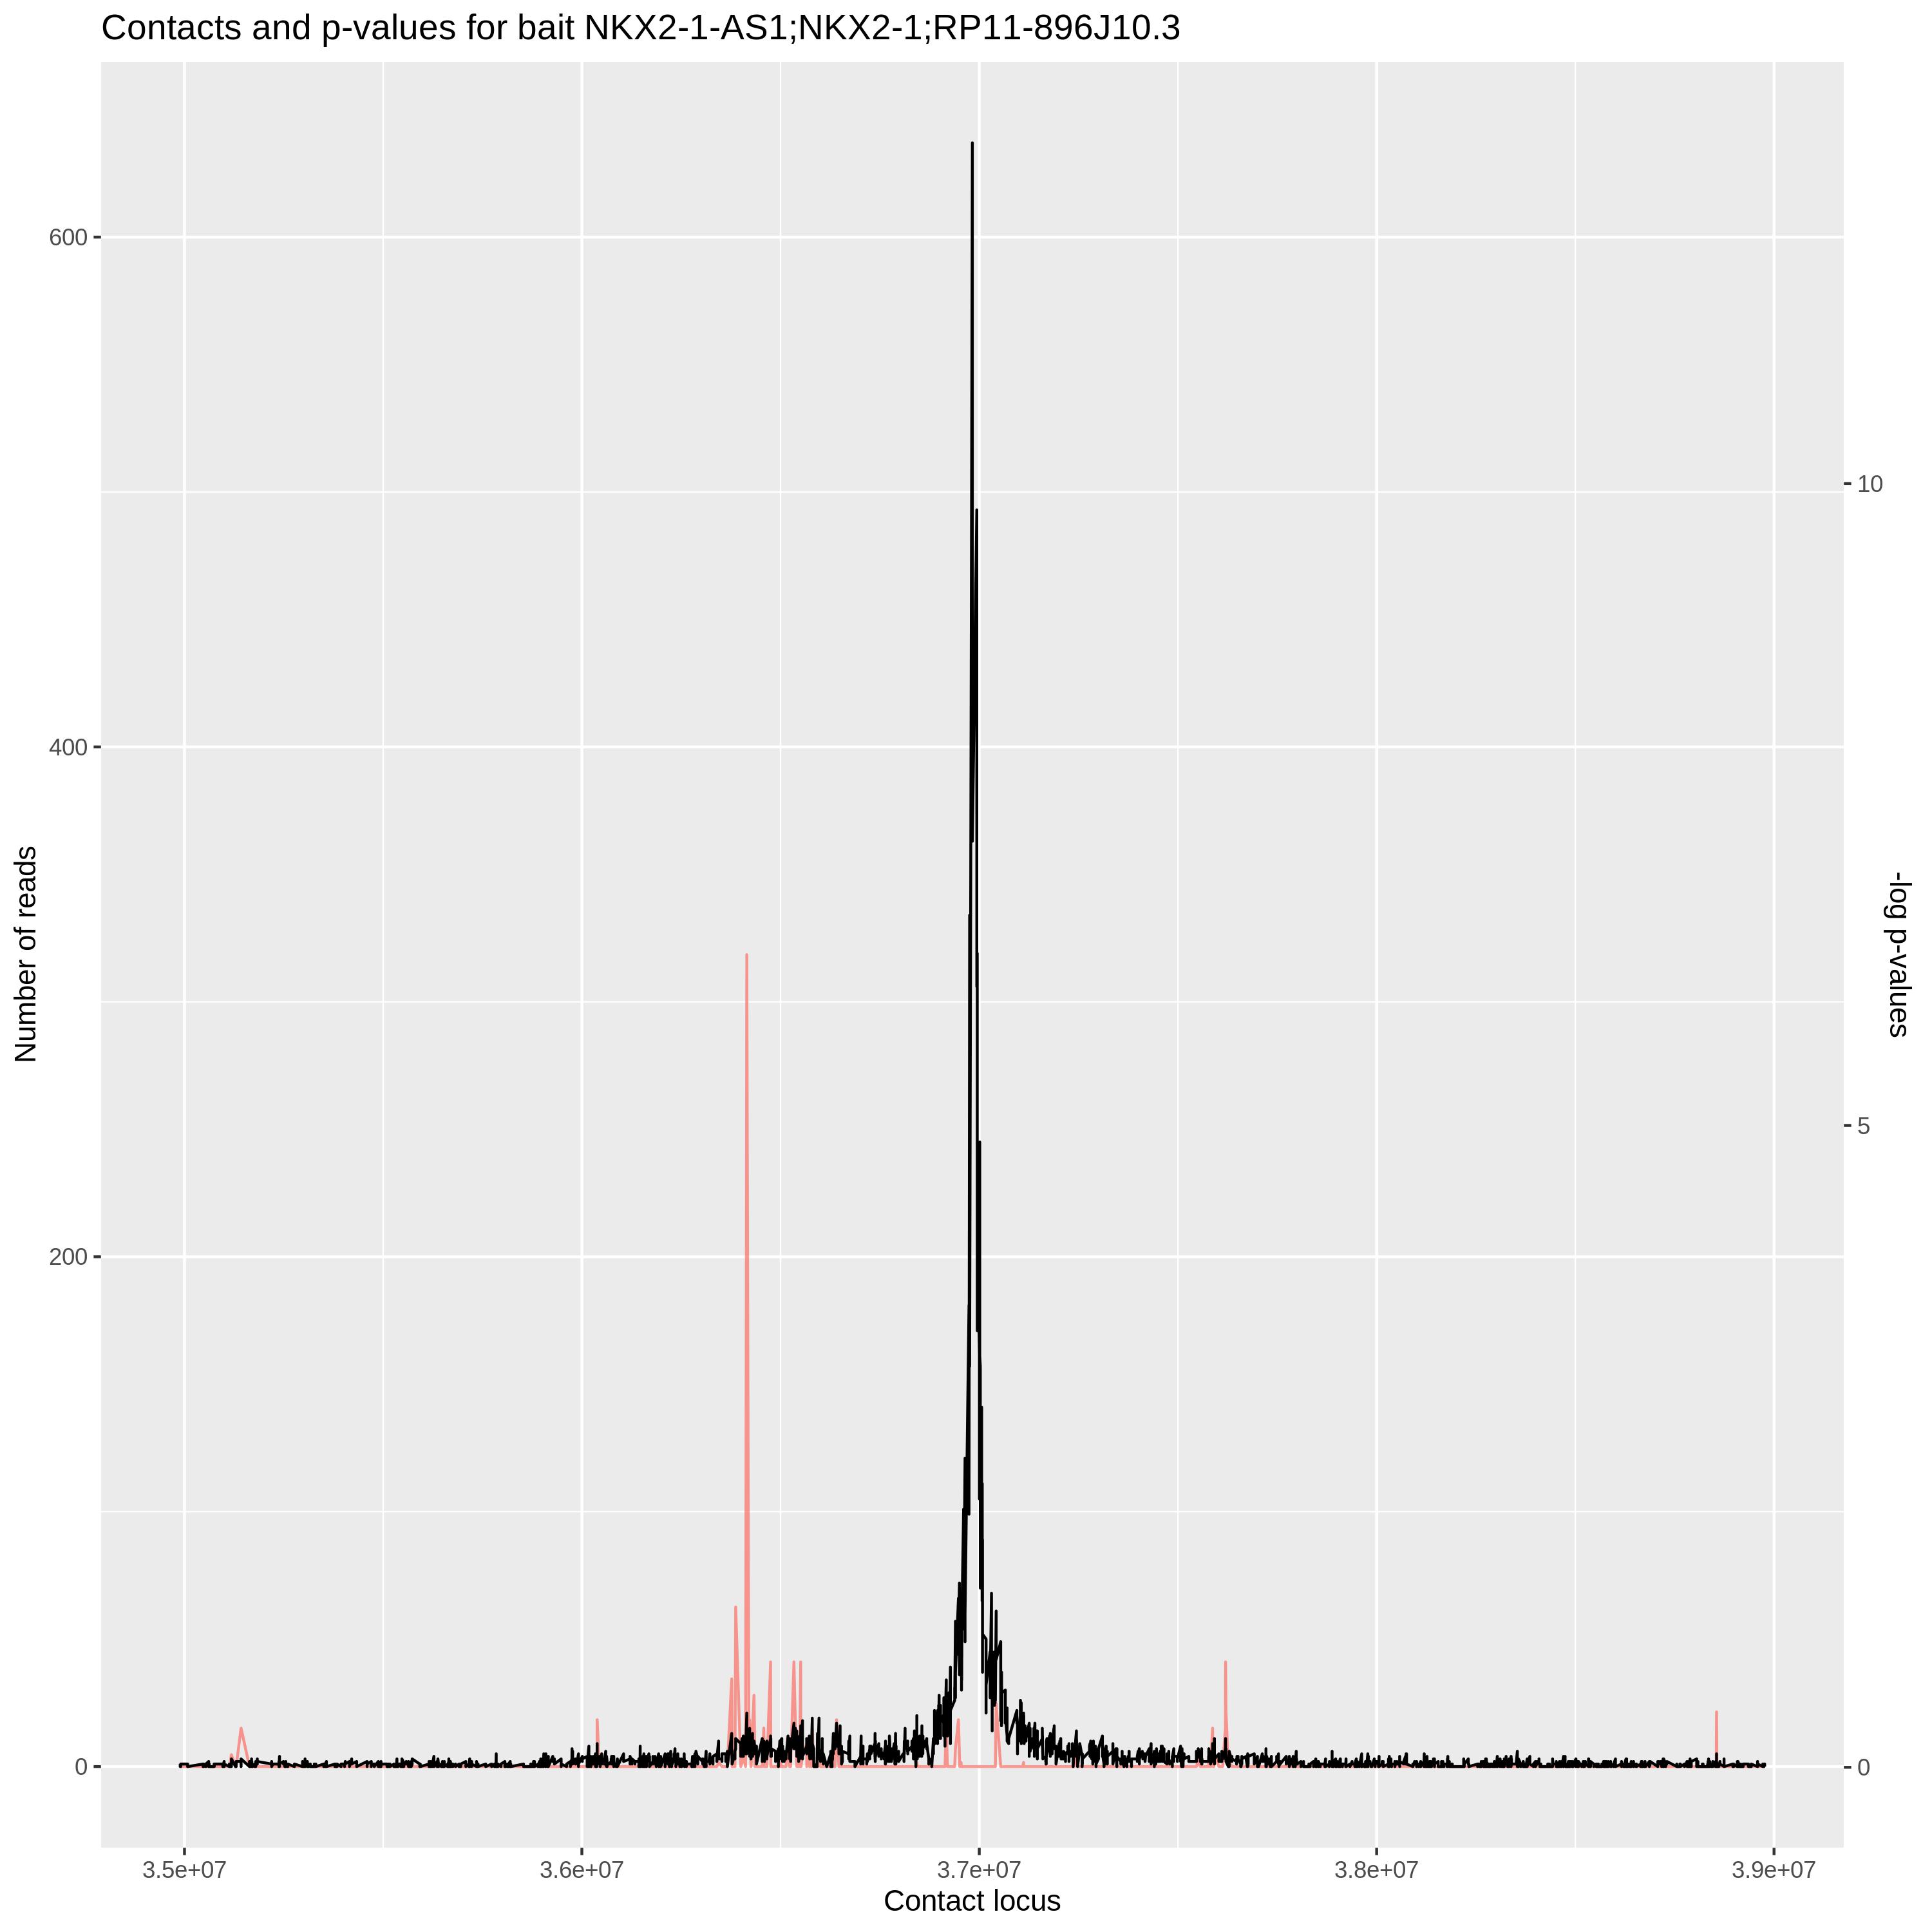 Contacts and p-values for bait NKX2-1-AS1;NKX2-1;RP11-896J10.3
600
400
200
0
Number of reads
10
5
0
-log p-values
3.5e+07
3.6e+07
3.7e+07
3.8e+07
3.9e+07
Contact locus